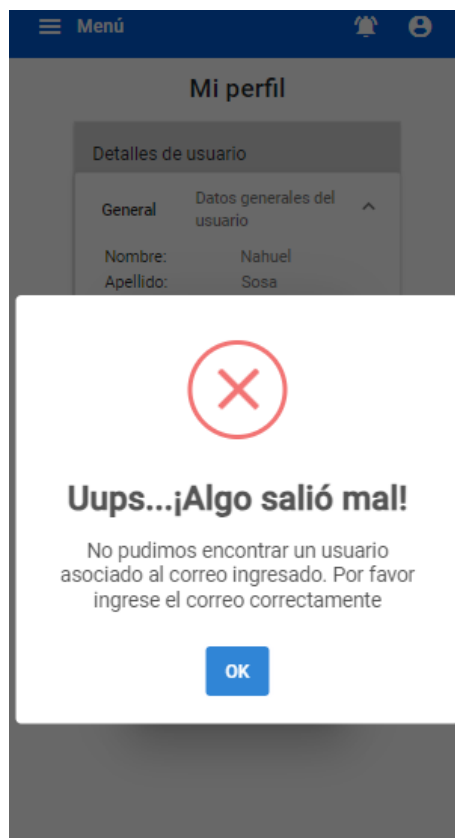 Menú
Mi perfil
Detalles de usuario
General
Datos generales del
usuario
Nombre: Nahuel
Apellido: Sosa
Uups...¡Algo salió mal!
No pudimos encontrar un usuario
asociado al correo ingresado. Por favor
ingrese el correo correctamente
OK